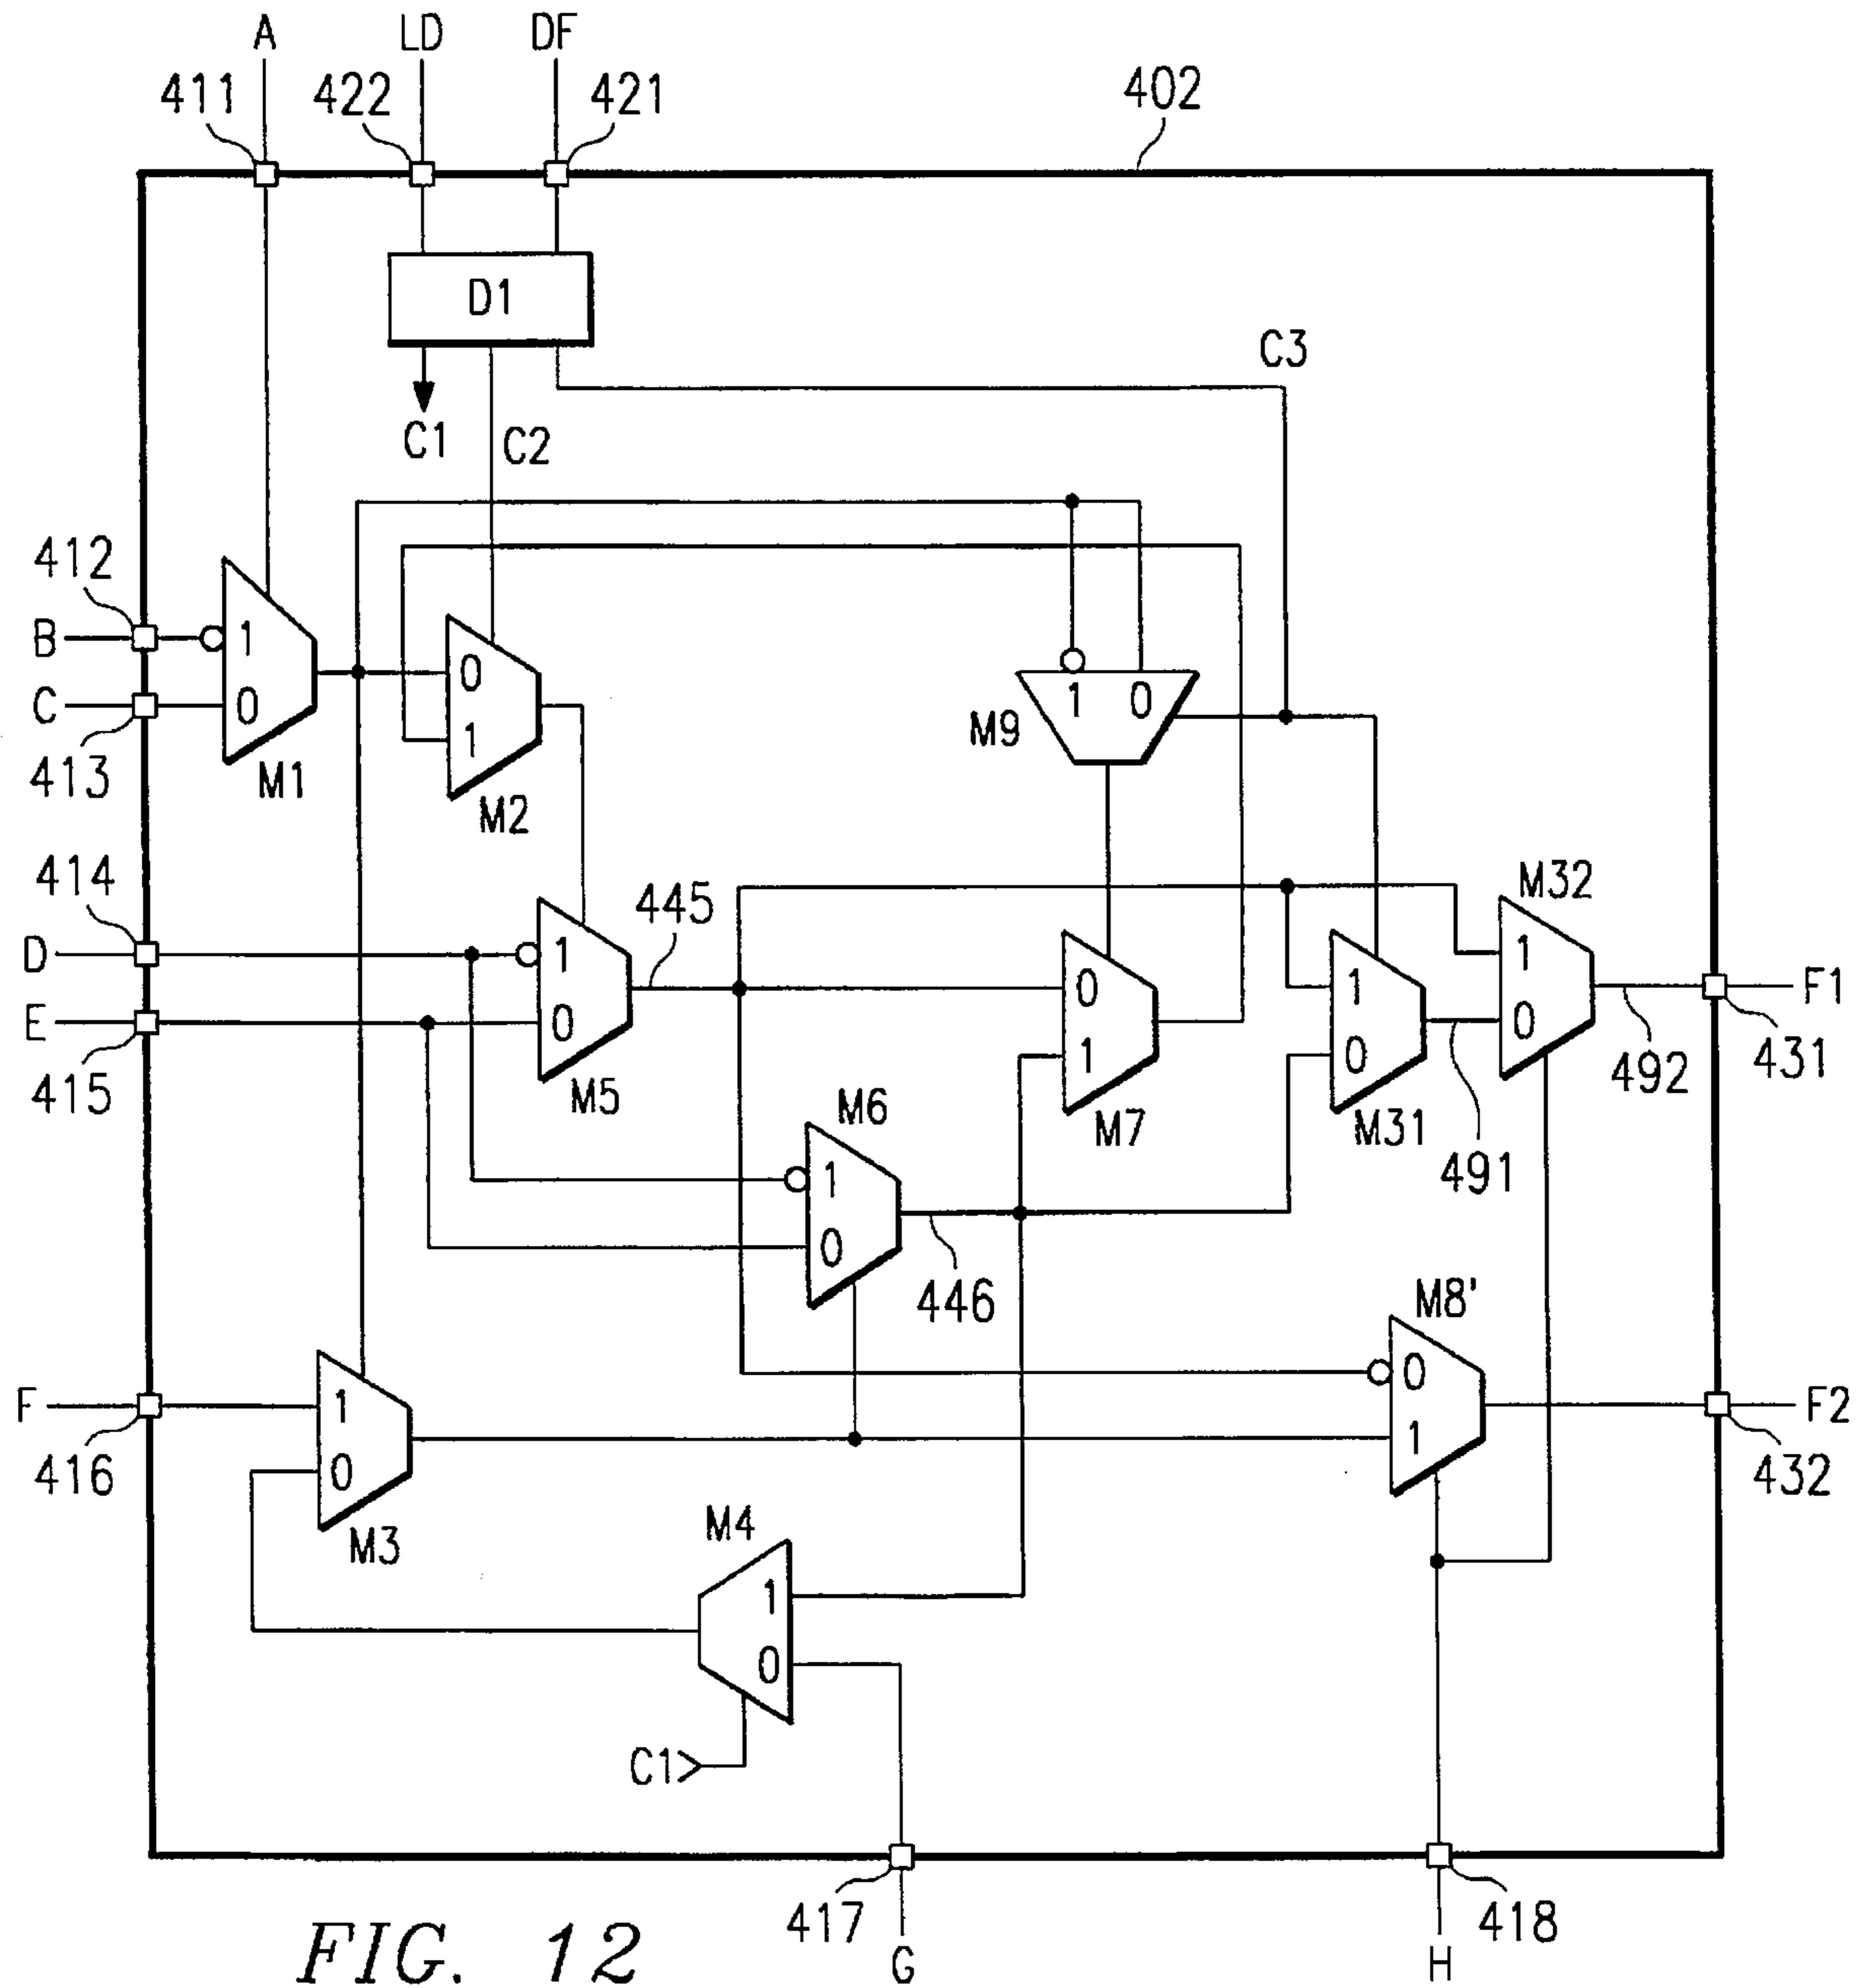 A LD DF
411 422 421 402
D1
C3
C1 C2
412
B 1
C 0
413 M1
0
1
M2
1 0
M9
414
D 1
E 0
415 M5
445
M6
1
0
446
0
1
M7
1
0
M31
491
M32
1
0
492
F1
431
M8'
0
1
F2
432
F 1
416 0
M3
M4
1
0
C1
417 418
G H
FIG. 12